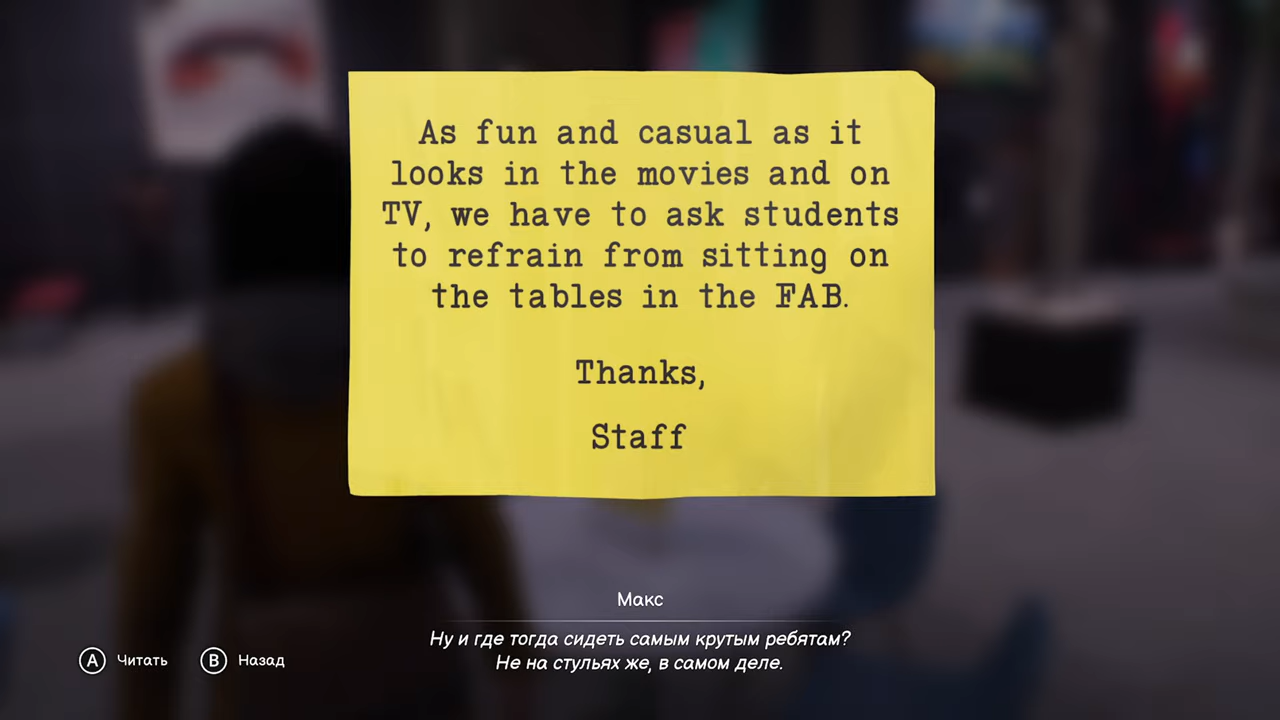 As fun and casual as it
looks in the movies and on
TV, we have to ask students
to refrain from sitting on
the tables in the FAB.
Thanks,
Staff
Макс
Ну и где тогда сидеть самым крутым ребятам?
Не на стульях же, в самом деле.
A Читать B Назад